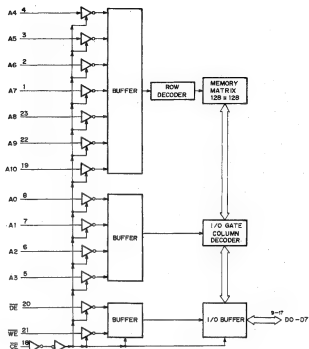 A4 4
A5 3
A6 2
A7 1
A8 23
A9 22
A10 19
BUFFER
ROW
DECODER
MEMORY
MATRIX
128 x 128
A0 8
A1 7
A2 6
A3 5
BUFFER
I/O GATE
COLUMN
DECODER
OE 20
WE 21
CE 18
BUFFER
I/O BUFFER
9-17
D0-D7